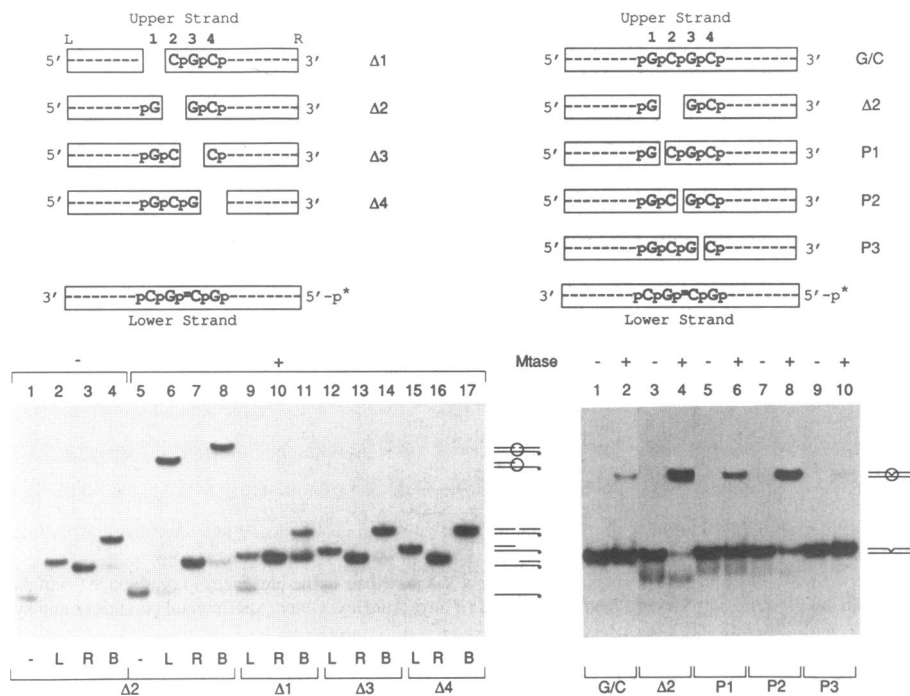 Upper Strand
L 1 2 3 4 R
5' CpGpCp 3' Δ1
5' pG GpCp 3' Δ2
5' pGpC Cp 3' Δ3
5' pGpCpG 3' Δ4
3' pCpGpᵐCpGp 5'-p*
Lower Strand
Upper Strand
1 2 3 4
5' pGpCpGpCp 3' G/C
5' pG GpCp 3' Δ2
5' pG CpGpCp 3' P1
5' pGpC GpCp 3' P2
5' pGpCpG Cp 3' P3
3' pCpGpᵐCpGp 5'-p*
Lower Strand
- +
1 2 3 4 5 6 7 8 9 10 11 12 13 14 15 16 17
- L R B - L R B L R B L R B L R B
Δ2 Δ1 Δ3 Δ4
Mtase - + - + - + - + - +
1 2 3 4 5 6 7 8 9 10
G/C Δ2 P1 P2 P3